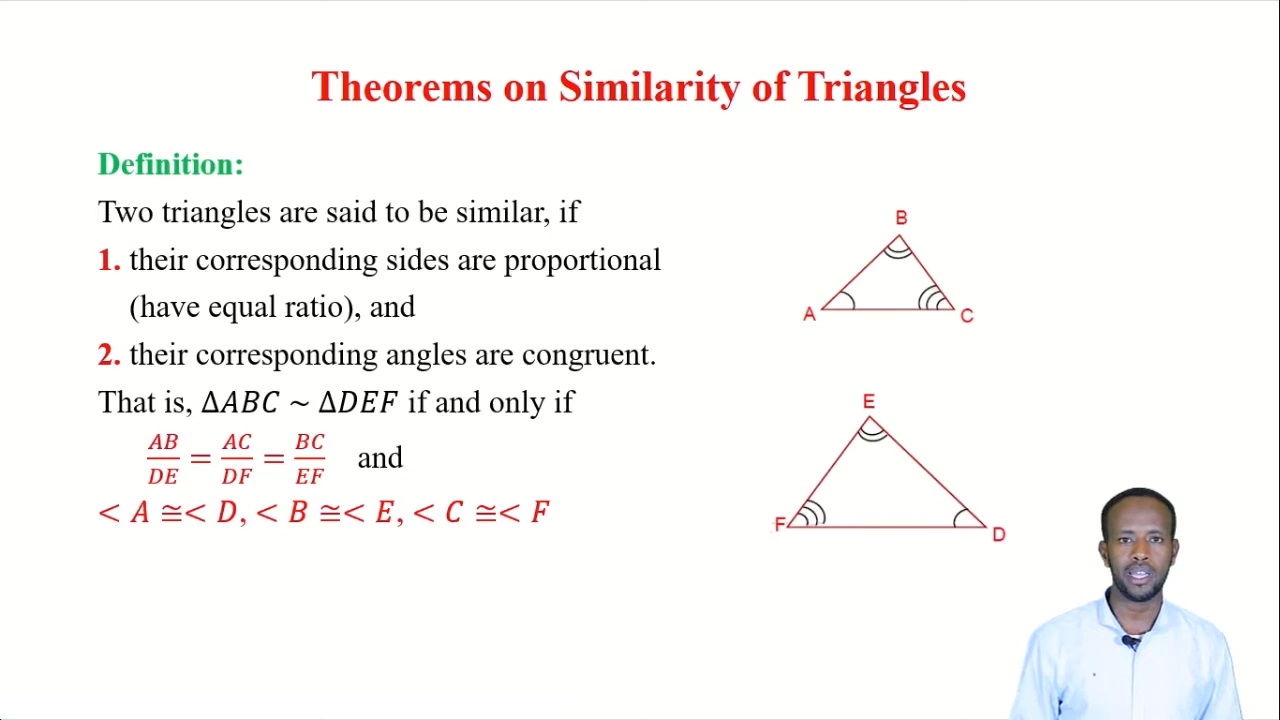 Theorems on Similarity of Triangles
Definition:
Two triangles are said to be similar, if
1. their corresponding sides are proportional
(have equal ratio), and
2. their corresponding angles are congruent.
That is, ΔABC ~ ΔDEF if and only if
AB/DE = AC/DF = BC/EF and
< A ≅< D, < B ≅< E, < C ≅< F
B
A
C
E
F
D